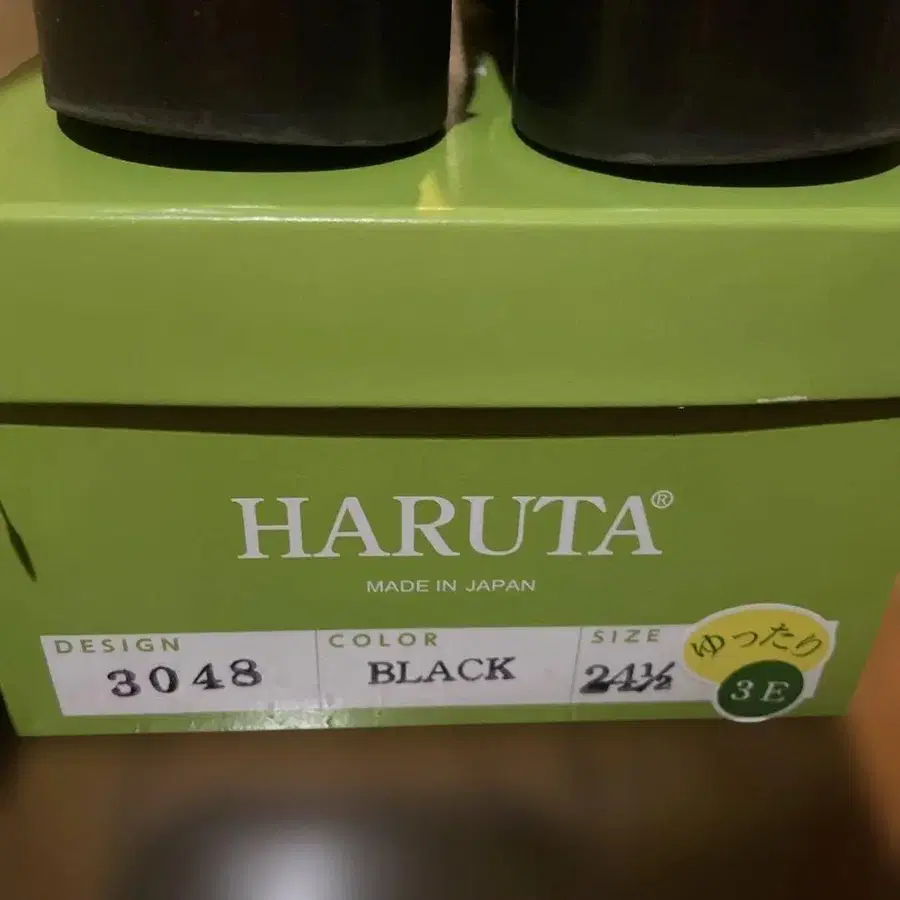 HARUTA®
MADE IN JAPAN
DESIGN
3048
COLOR
BLACK
SIZE
24½
ゆったり
3E